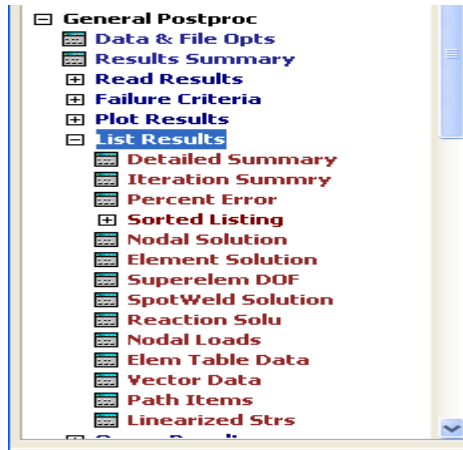 General Postproc
Data & File Opts
Results Summary
Read Results
Failure Criteria
Plot Results
List Results
Detailed Summary
Iteration Summry
Percent Error
Sorted Listing
Nodal Solution
Element Solution
Superelem DOF
SpotWeld Solution
Reaction Solu
Nodal Loads
Elem Table Data
Vector Data
Path Items
Linearized Strs